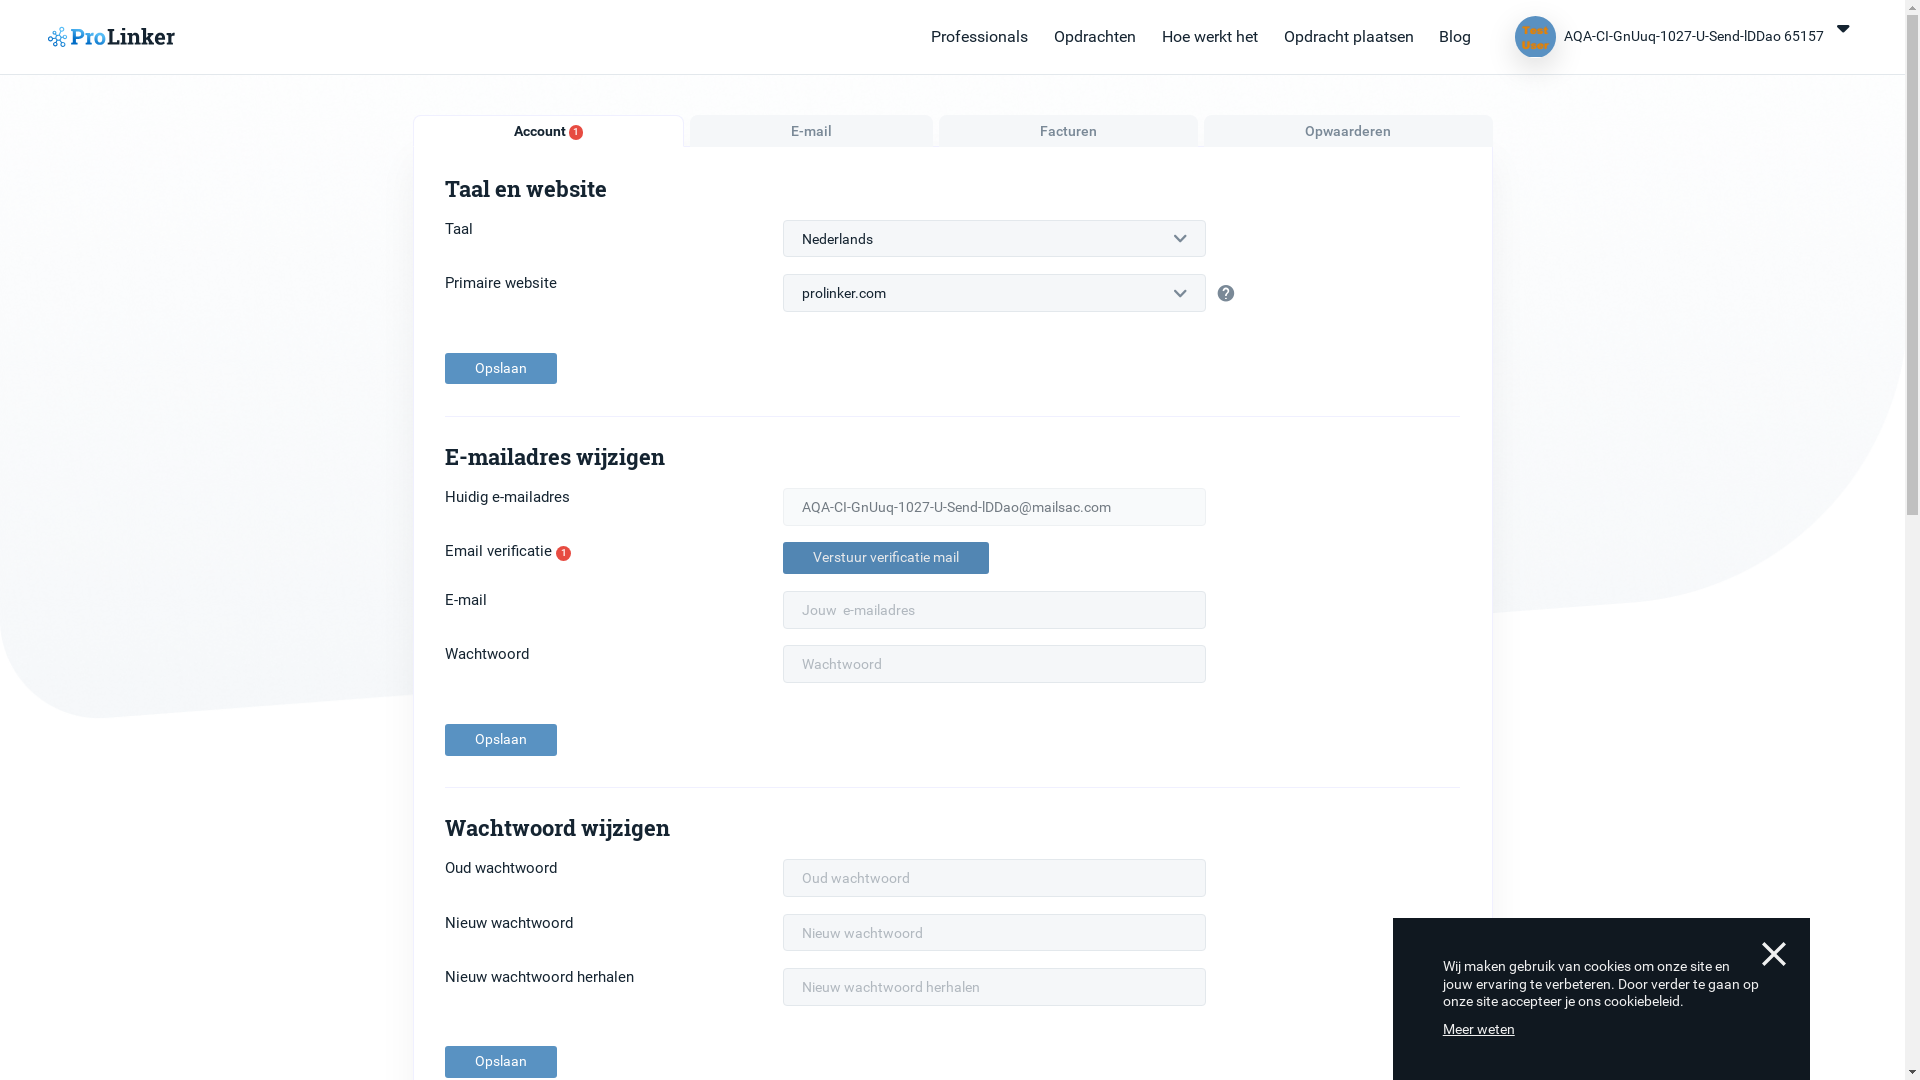 ProLinker
Professionals Opdrachten Hoe werkt het Opdracht plaatsen Blog
Test
User
AQA-CI-GnUuq-1027-U-Send-lDDao 65157
Account 1 E-mail Facturen Opwaarderen
Taal en website
Taal Nederlands
Primaire website prolinker.com ?
Opslaan
E-mailadres wijzigen
Huidig e-mailadres AQA-CI-GnUuq-1027-U-Send-lDDao@mailsac.com
Email verificatie 1 Verstuur verificatie mail
E-mail Jouw e-mailadres
Wachtwoord Wachtwoord
Opslaan
Wachtwoord wijzigen
Oud wachtwoord Oud wachtwoord
Nieuw wachtwoord Nieuw wachtwoord
Nieuw wachtwoord herhalen Nieuw wachtwoord herhalen
Opslaan
Wij maken gebruik van cookies om onze site en
jouw ervaring te verbeteren. Door verder te gaan op
onze site accepteer je ons cookiebeleid.
Meer weten